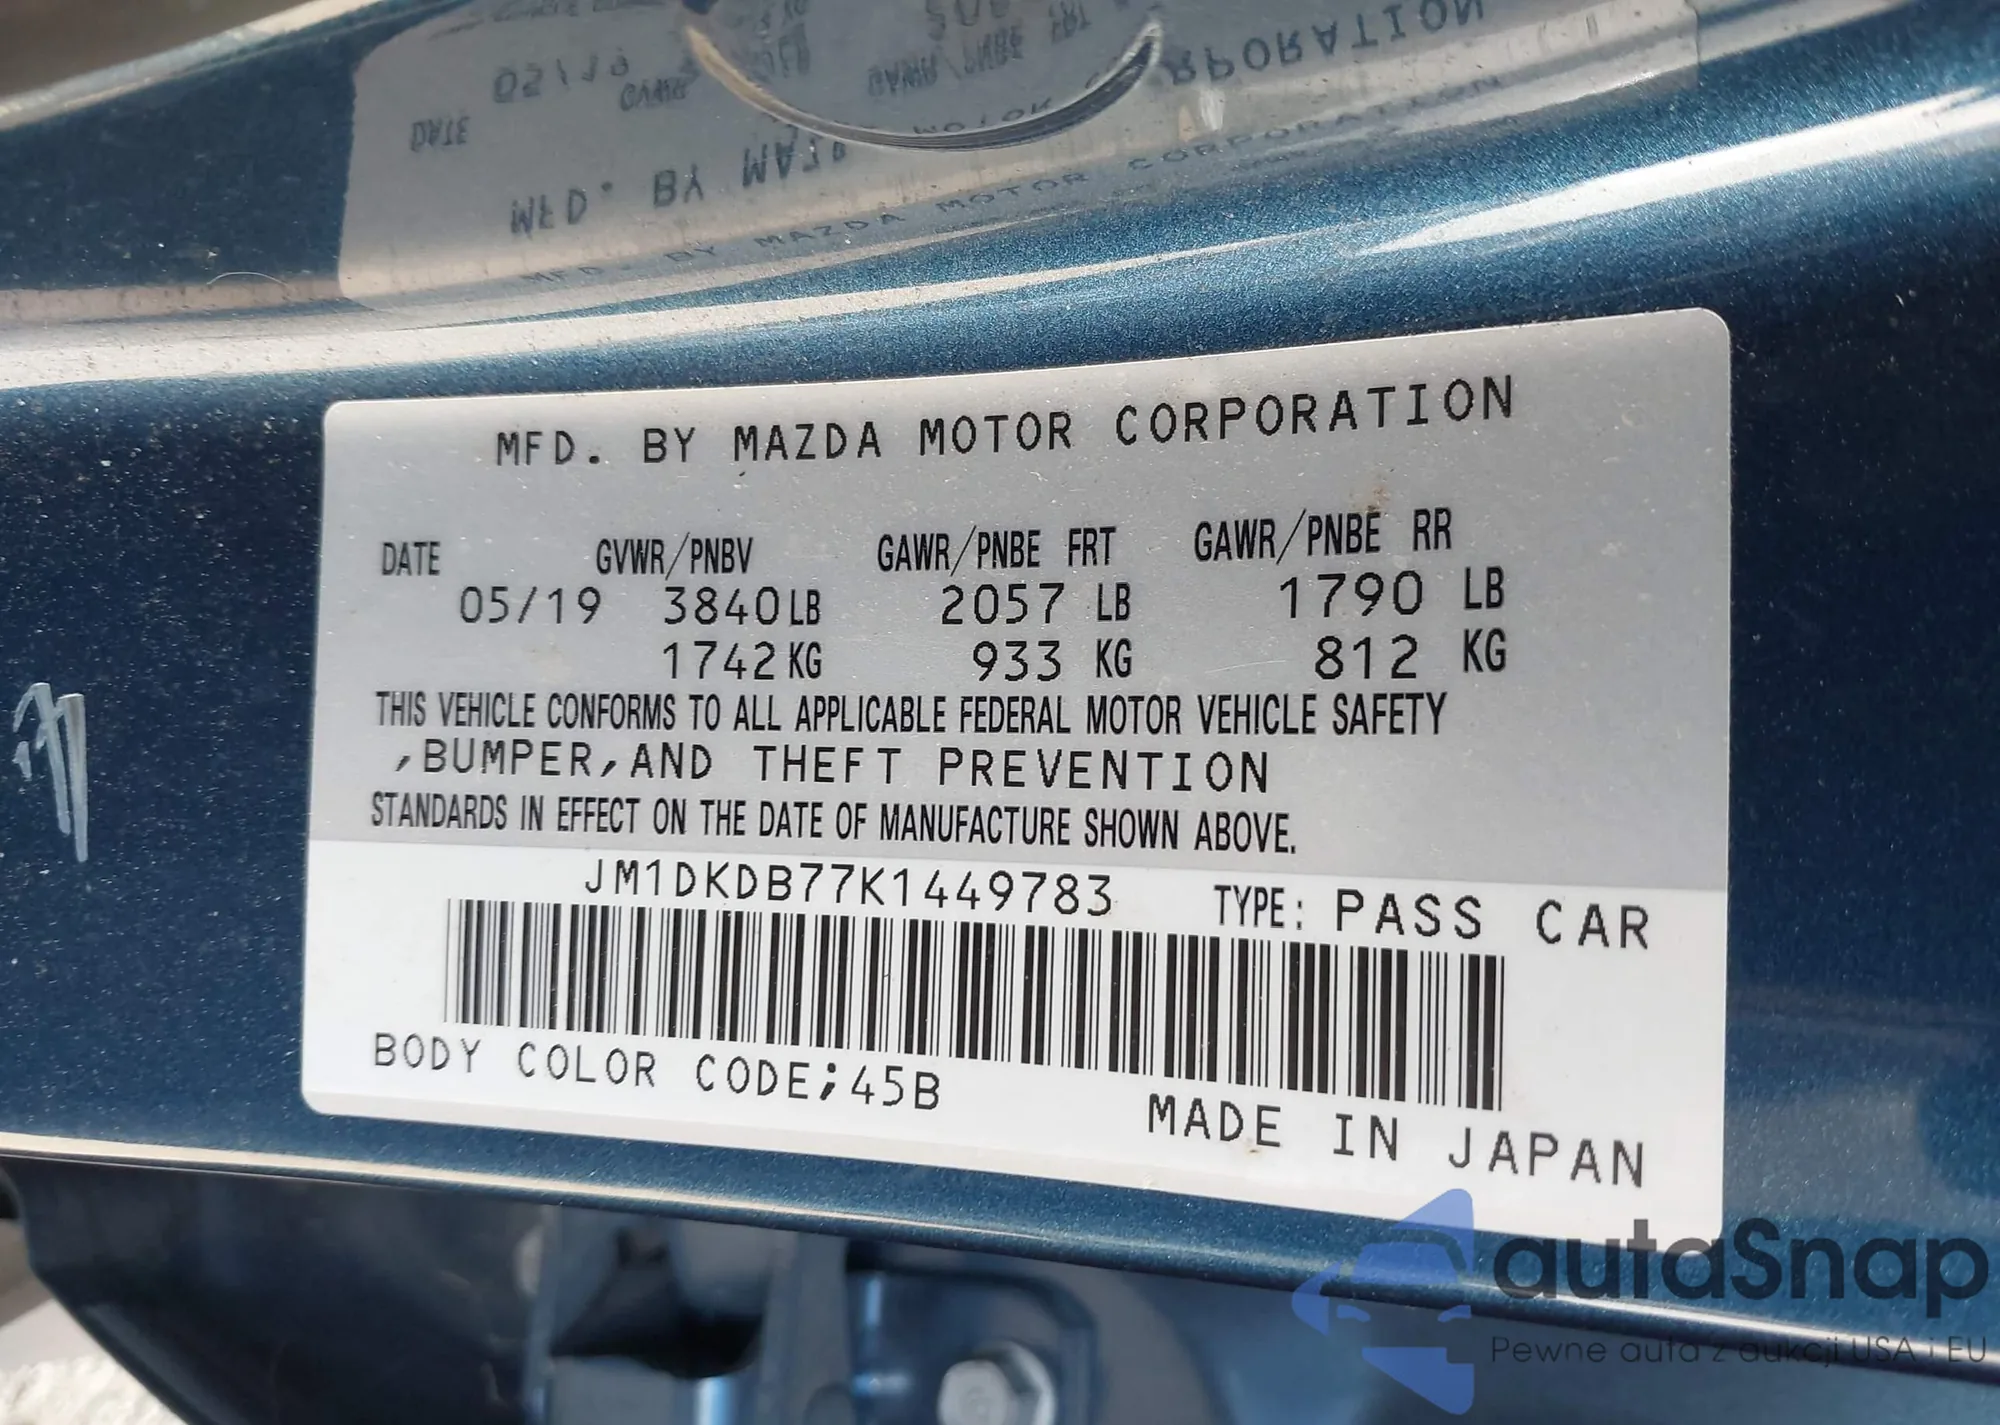 MFD. BY MAZDA MOTOR CORPORATION
DATE GVWR/PNBV GAWR/PNBE FRT GAWR/PNBE RR
05/19 3840 LB 2057 LB 1790 LB
1742 KG 933 KG 812 KG
THIS VEHICLE CONFORMS TO ALL APPLICABLE FEDERAL MOTOR VEHICLE SAFETY
,BUMPER,AND THEFT PREVENTION
STANDARDS IN EFFECT ON THE DATE OF MANUFACTURE SHOWN ABOVE.
JM1DKDB77K1449783 TYPE: PASS CAR
BODY COLOR CODE;45B
MADE IN JAPAN
autaSnap
Pewne auta z aukcji USA i EU